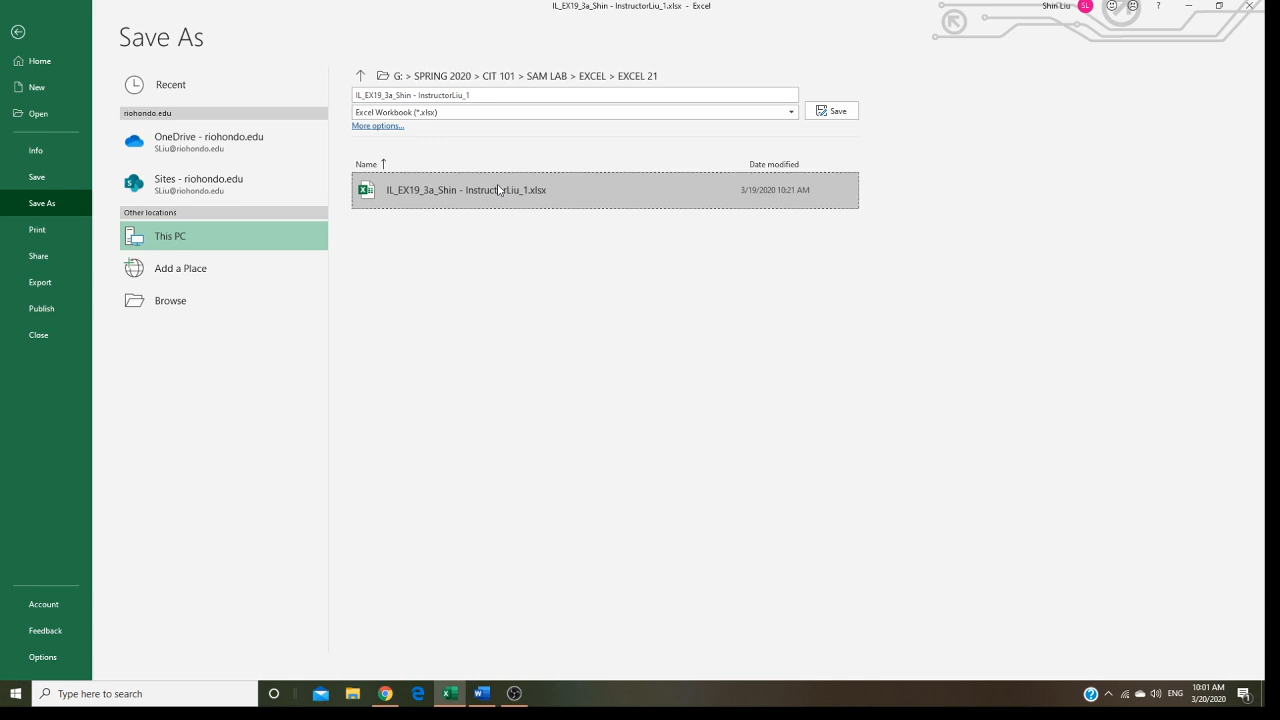 IL_EX19_3a_Shin - InstructorLiu_1.xlsx - Excel
Shin Liu
SL
?
Save As
Home
New
Open
Info
Save
Save As
Print
Share
Export
Publish
Close
Account
Feedback
Options
Recent
riohondo.edu
OneDrive - riohondo.edu
SLiu@riohondo.edu
Sites - riohondo.edu
SLiu@riohondo.edu
Other locations
This PC
Add a Place
Browse
G: > SPRING 2020 > CIT 101 > SAM LAB > EXCEL > EXCEL 21
IL_EX19_3a_Shin - InstructorLiu_1
Excel Workbook (*.xlsx)
Save
More options...
Name
Date modified
IL_EX19_3a_Shin - InstructorLiu_1.xlsx
3/19/2020 10:21 AM
Type here to search
ENG
10:01 AM
3/20/2020
1